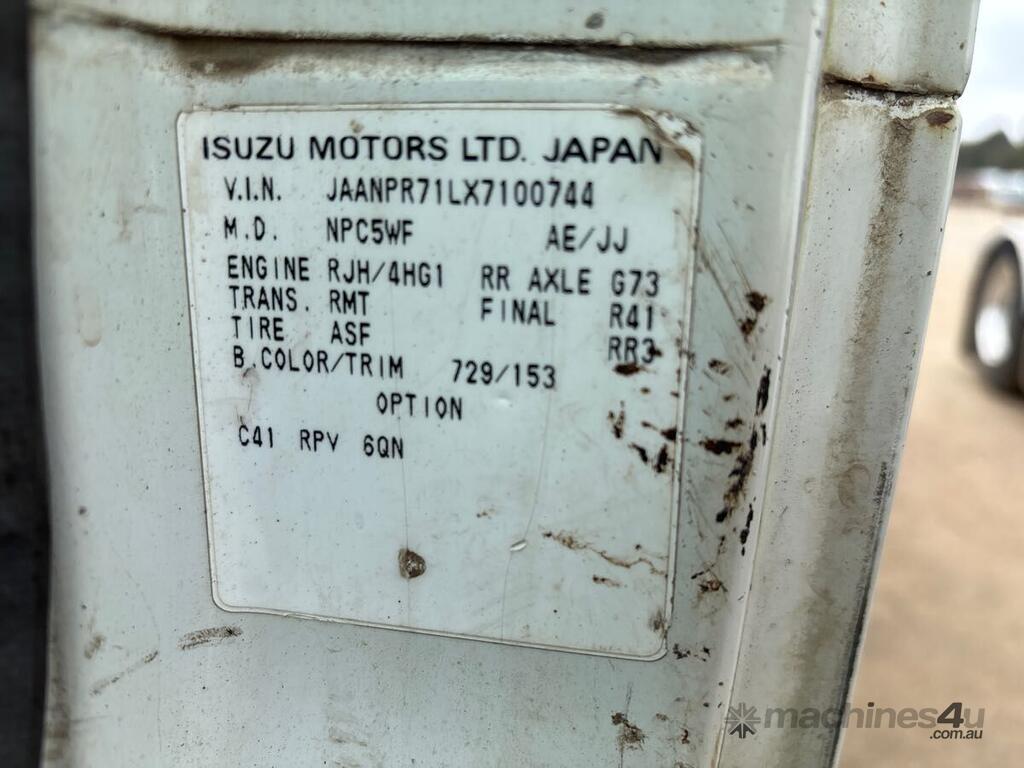 ISUZU MOTORS LTD. JAPAN
V.I.N. JAANPR71LX7100744
M.D. NPC5WF AE/JJ
ENGINE RJH/4HG1 RR AXLE G73
TRANS. RMT FINAL R41
TIRE ASF RR3
B.COLOR/TRIM 729/153
OPTION
C41 RPV 6QN
machines4u
.com.au